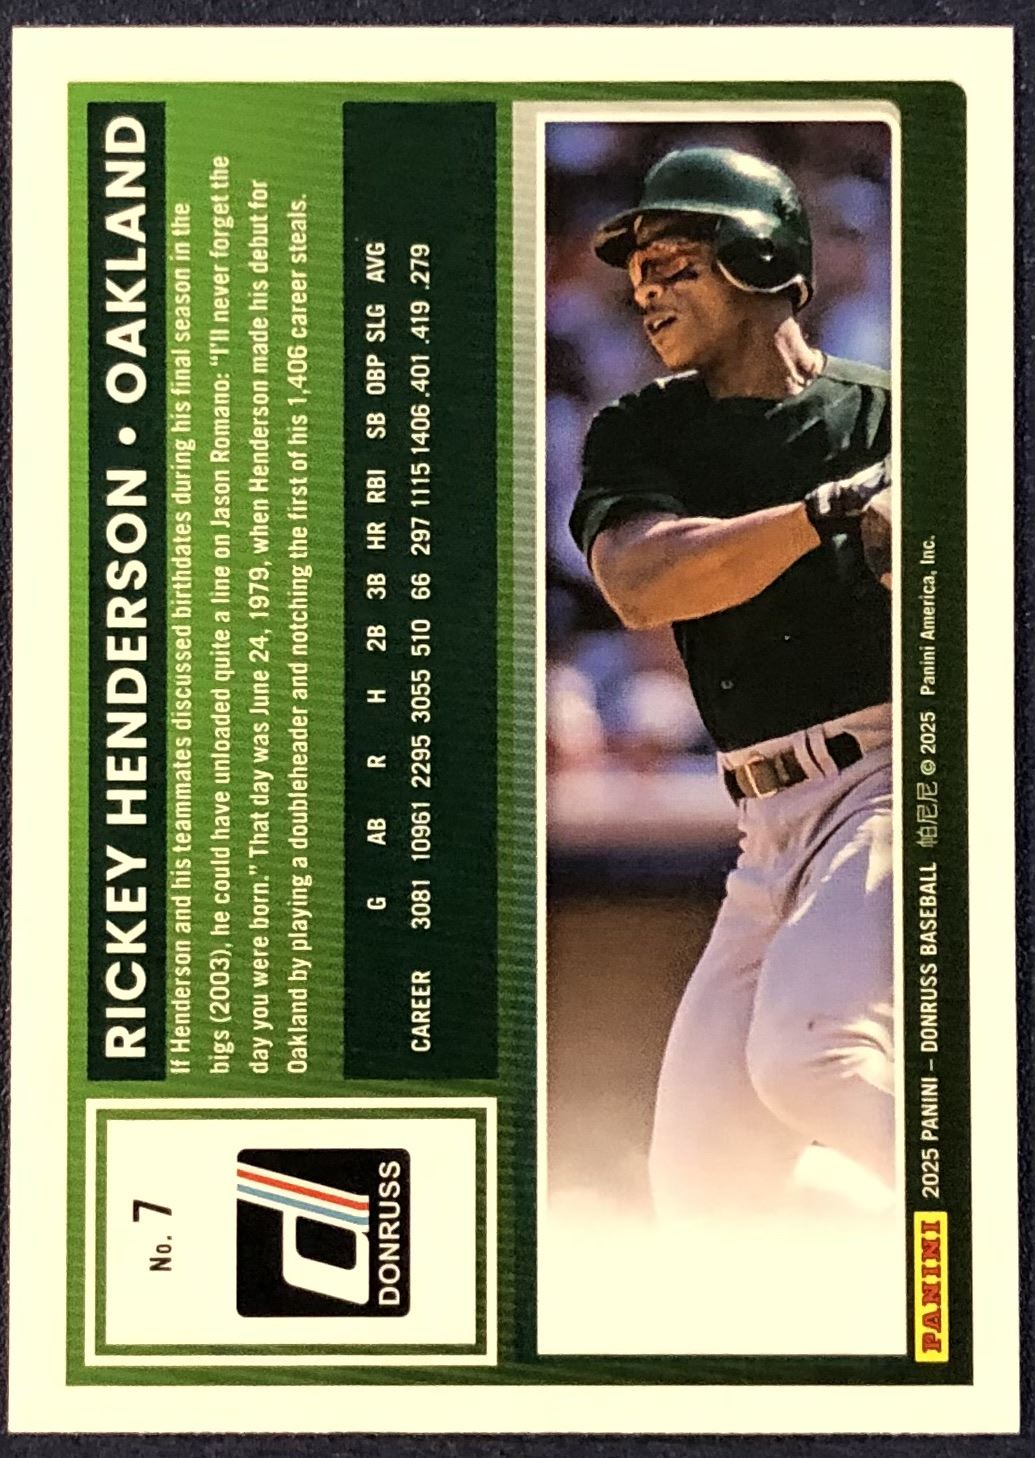 No. 7
DONRUSS
RICKEY HENDERSON • OAKLAND
If Henderson and his teammates discussed birthdates during his final season in the
bigs (2003), he could have unloaded quite a line on Jason Romano: “I'll never forget the
day you were born.” That day was June 24, 1979, when Henderson made his debut for
Oakland by playing a doubleheader and notching the first of his 1,406 career steals.
G AB R H 2B 3B HR RBI SB OBP SLG AVG
CAREER 3081 10961 2295 3055 510 66 297 1115 1406 .401 .419 .279
PANINI 2025 PANINI – DONRUSS BASEBALL 帕尼尼 © 2025 Panini America, Inc.